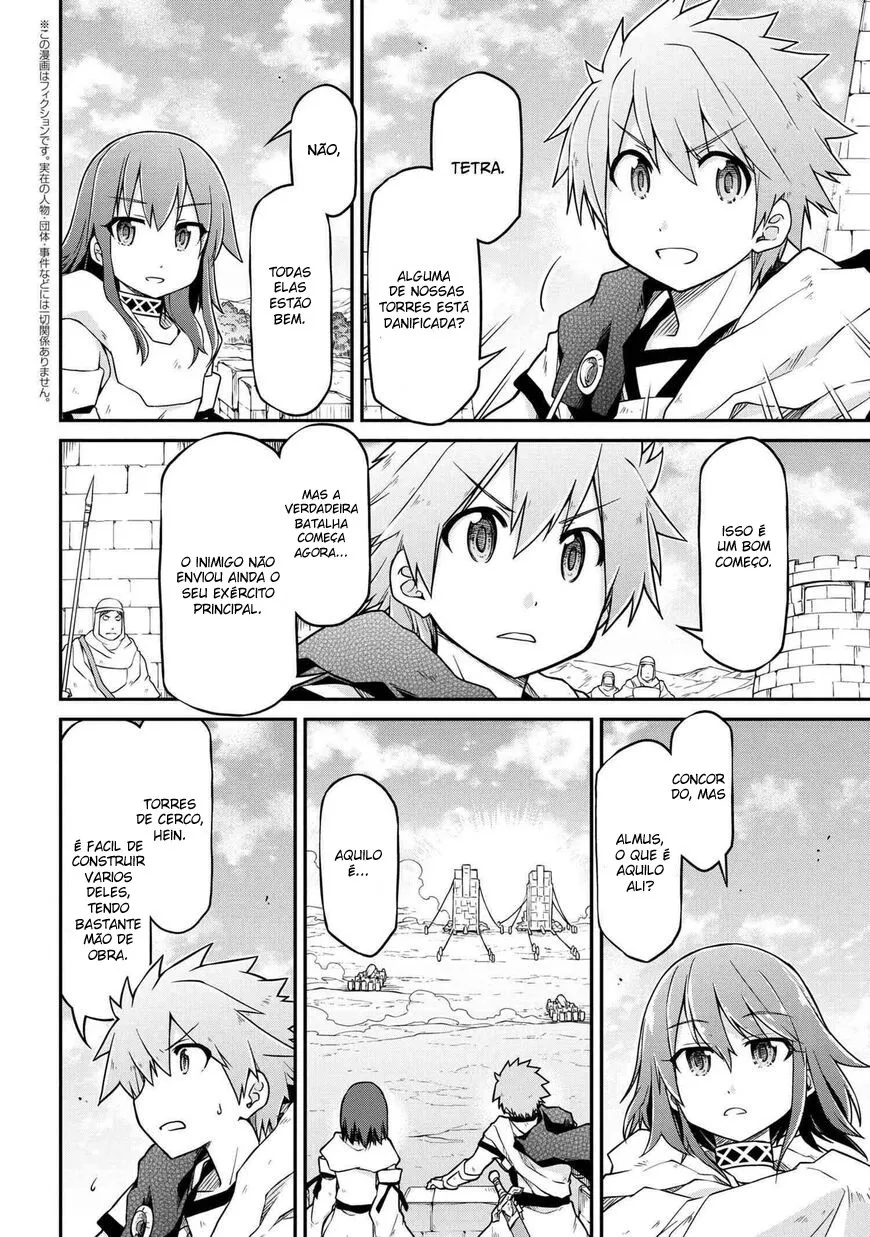 TETRA.
ALGUMA
DE NOSSAS
TORRES ESTÁ
DANIFICADA?
NÃO,
TODAS
ELAS
ESTÃO
BEM.
※この漫画はフィクションです。実在の人物・団体・事件などには一切関係ありません。
ISSO É
UM BOM
COMEÇO.
MAS A
VERDADEIRA
BATALHA
COMEÇA
AGORA...
O INIMIGO NÃO
ENVIOU AINDA O
SEU EXÉRCITO
PRINCIPAL.
CONCOR
DO, MAS
ALMUS,
O QUE É
AQUILO
ALI?
AQUILO
É...
TORRES
DE CERCO,
HEIN.
É FACIL DE
CONSTRUIR
VARIOS
DELES,
TENDO
BASTANTE
MÃO DE
OBRA.